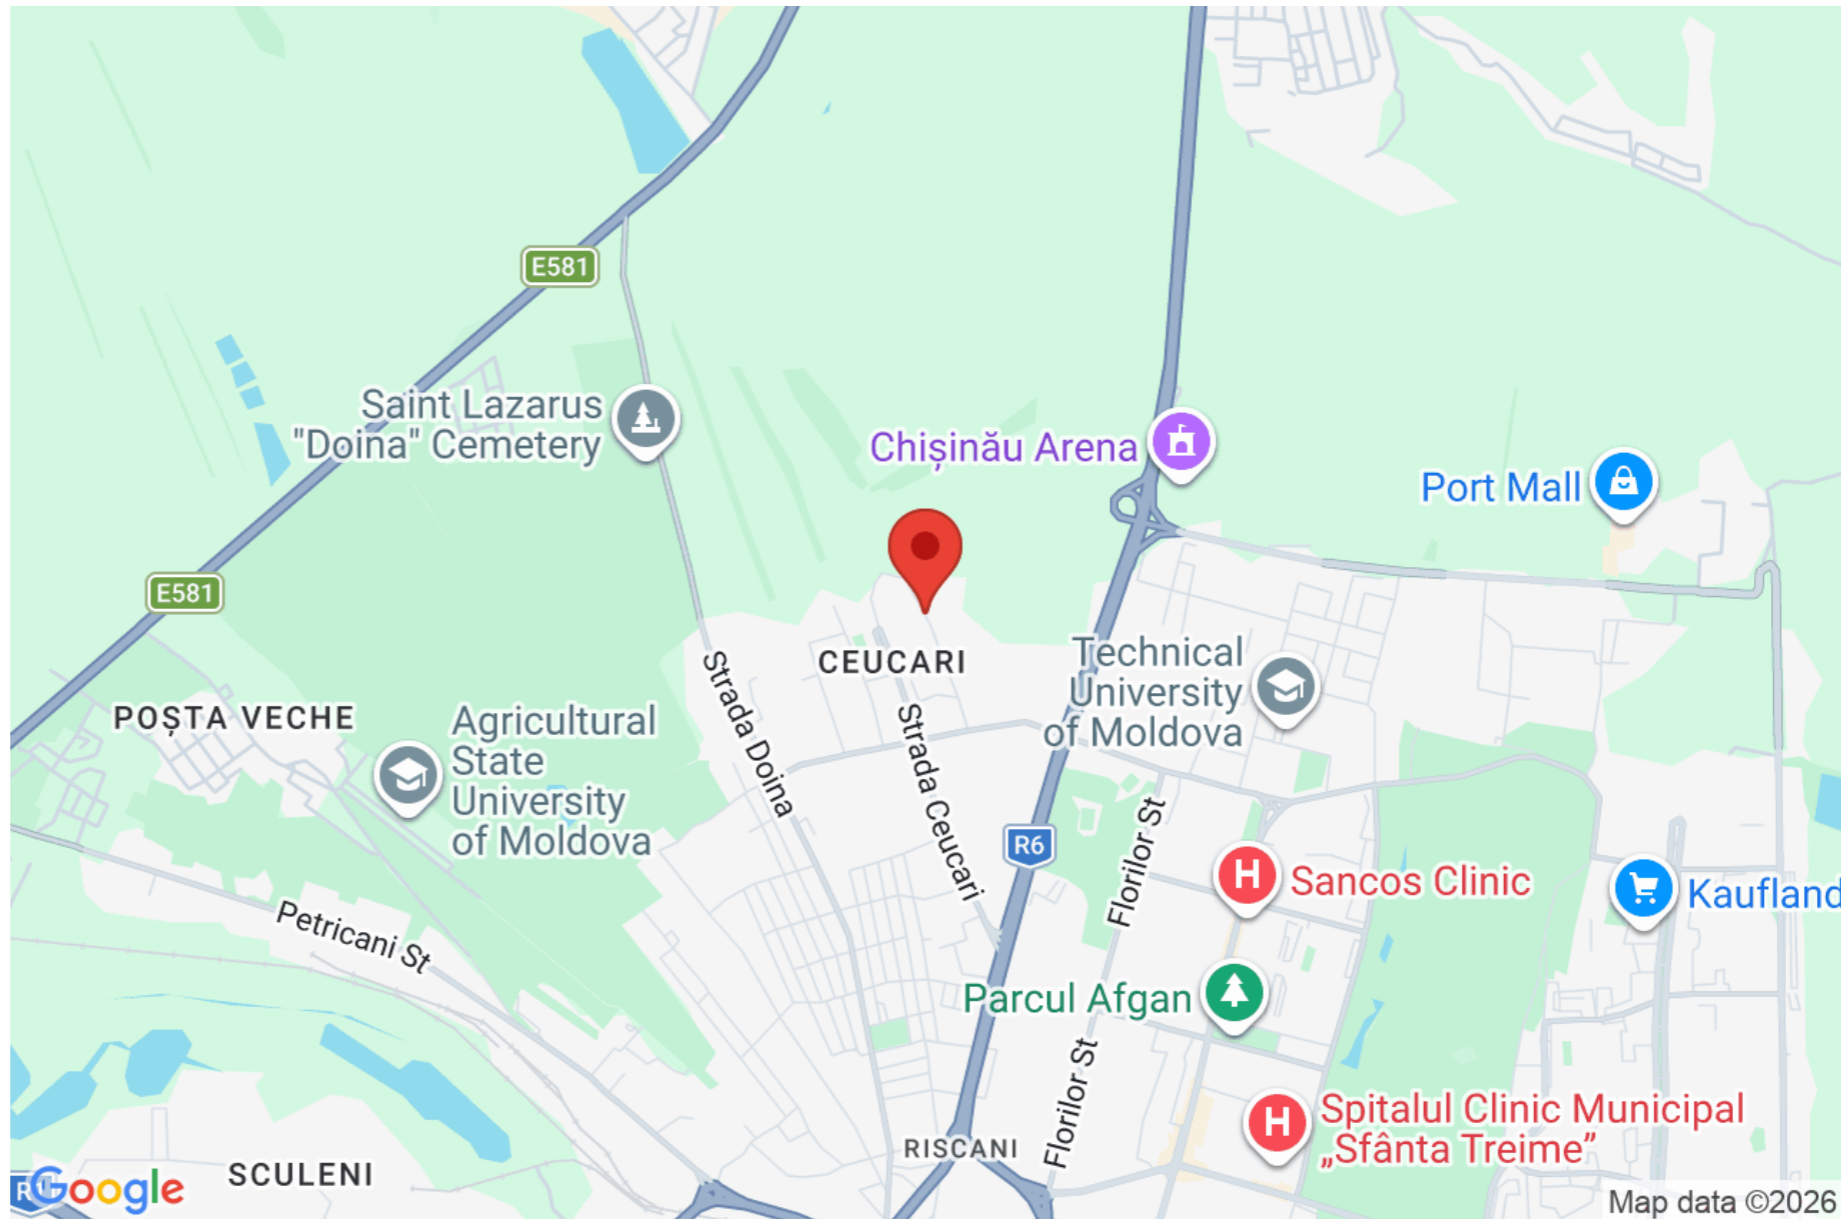 E581
Saint Lazarus
"Doina" Cemetery
Chișinău Arena
Port Mall
E581
CEUCARI
Technical
University
of Moldova
Strada Doina
POȘTA VECHE
Agricultural
State
University
of Moldova
Strada Ceucari
R6
Florilor St
Sancos Clinic
Kaufland
Petricani St
Parcul Afgan
Florilor St
Spitalul Clinic Municipal
„Sfânta Treime”
RISCANI
SCULENI
Google
Map data ©2026